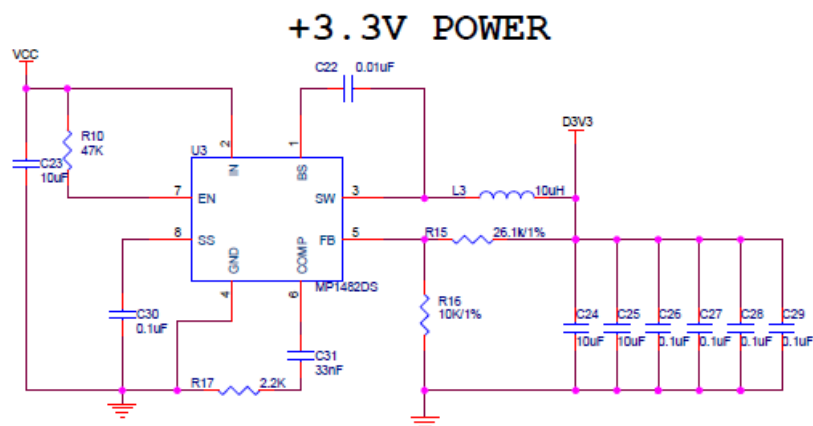 +3.3V POWER
VCC
C22 0.01uF
D3V3
R10
47K
C23
10uF
U3
2
1
IN
BS
7
EN
SW
3
L3
10uH
8
SS
FB
5
R15
26.1k/1%
GND
COMP
MP1482DS
4
6
R16
10K/1%
C30
0.1uF
C31
33nF
R17
2.2K
C24
10uF
C25
10uF
C26
0.1uF
C27
0.1uF
C28
0.1uF
C29
0.1uF